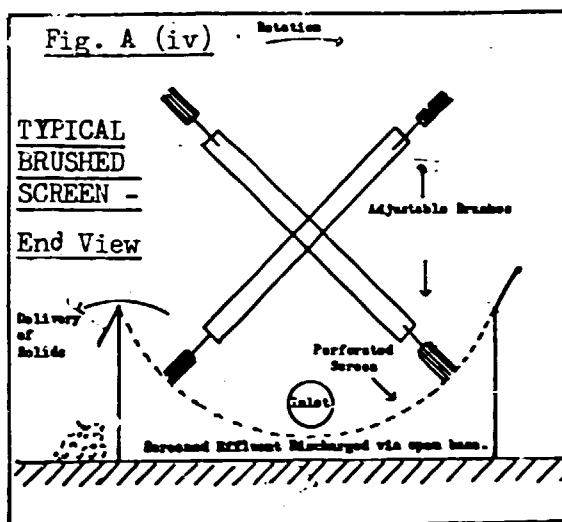 Fig. A (iv)
Rotation
TYPICAL
BRUSHED
SCREEN -
End View
Adjustable Brushes
Delivery
of
Solids
Perforated
Screen
Inlet
Screened Effluent Discharged via open base.